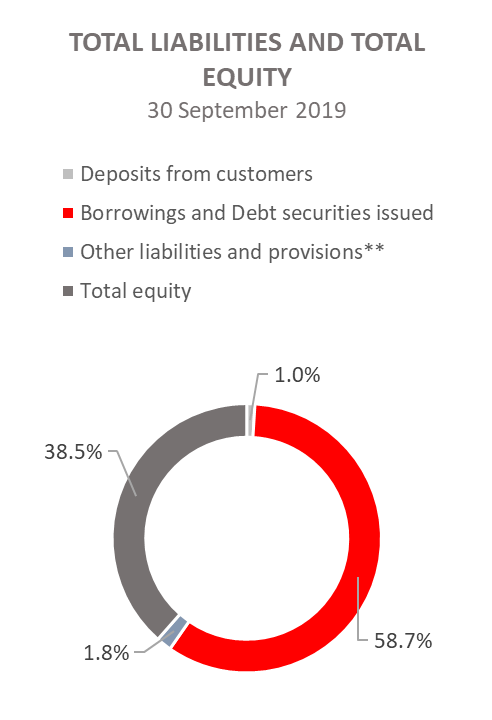 TOTAL LIABILITIES AND TOTAL
EQUITY
30 September 2019
Deposits from customers
Borrowings and Debt securities issued
Other liabilities and provisions**
Total equity
1.0%
38.5%
58.7%
1.8%